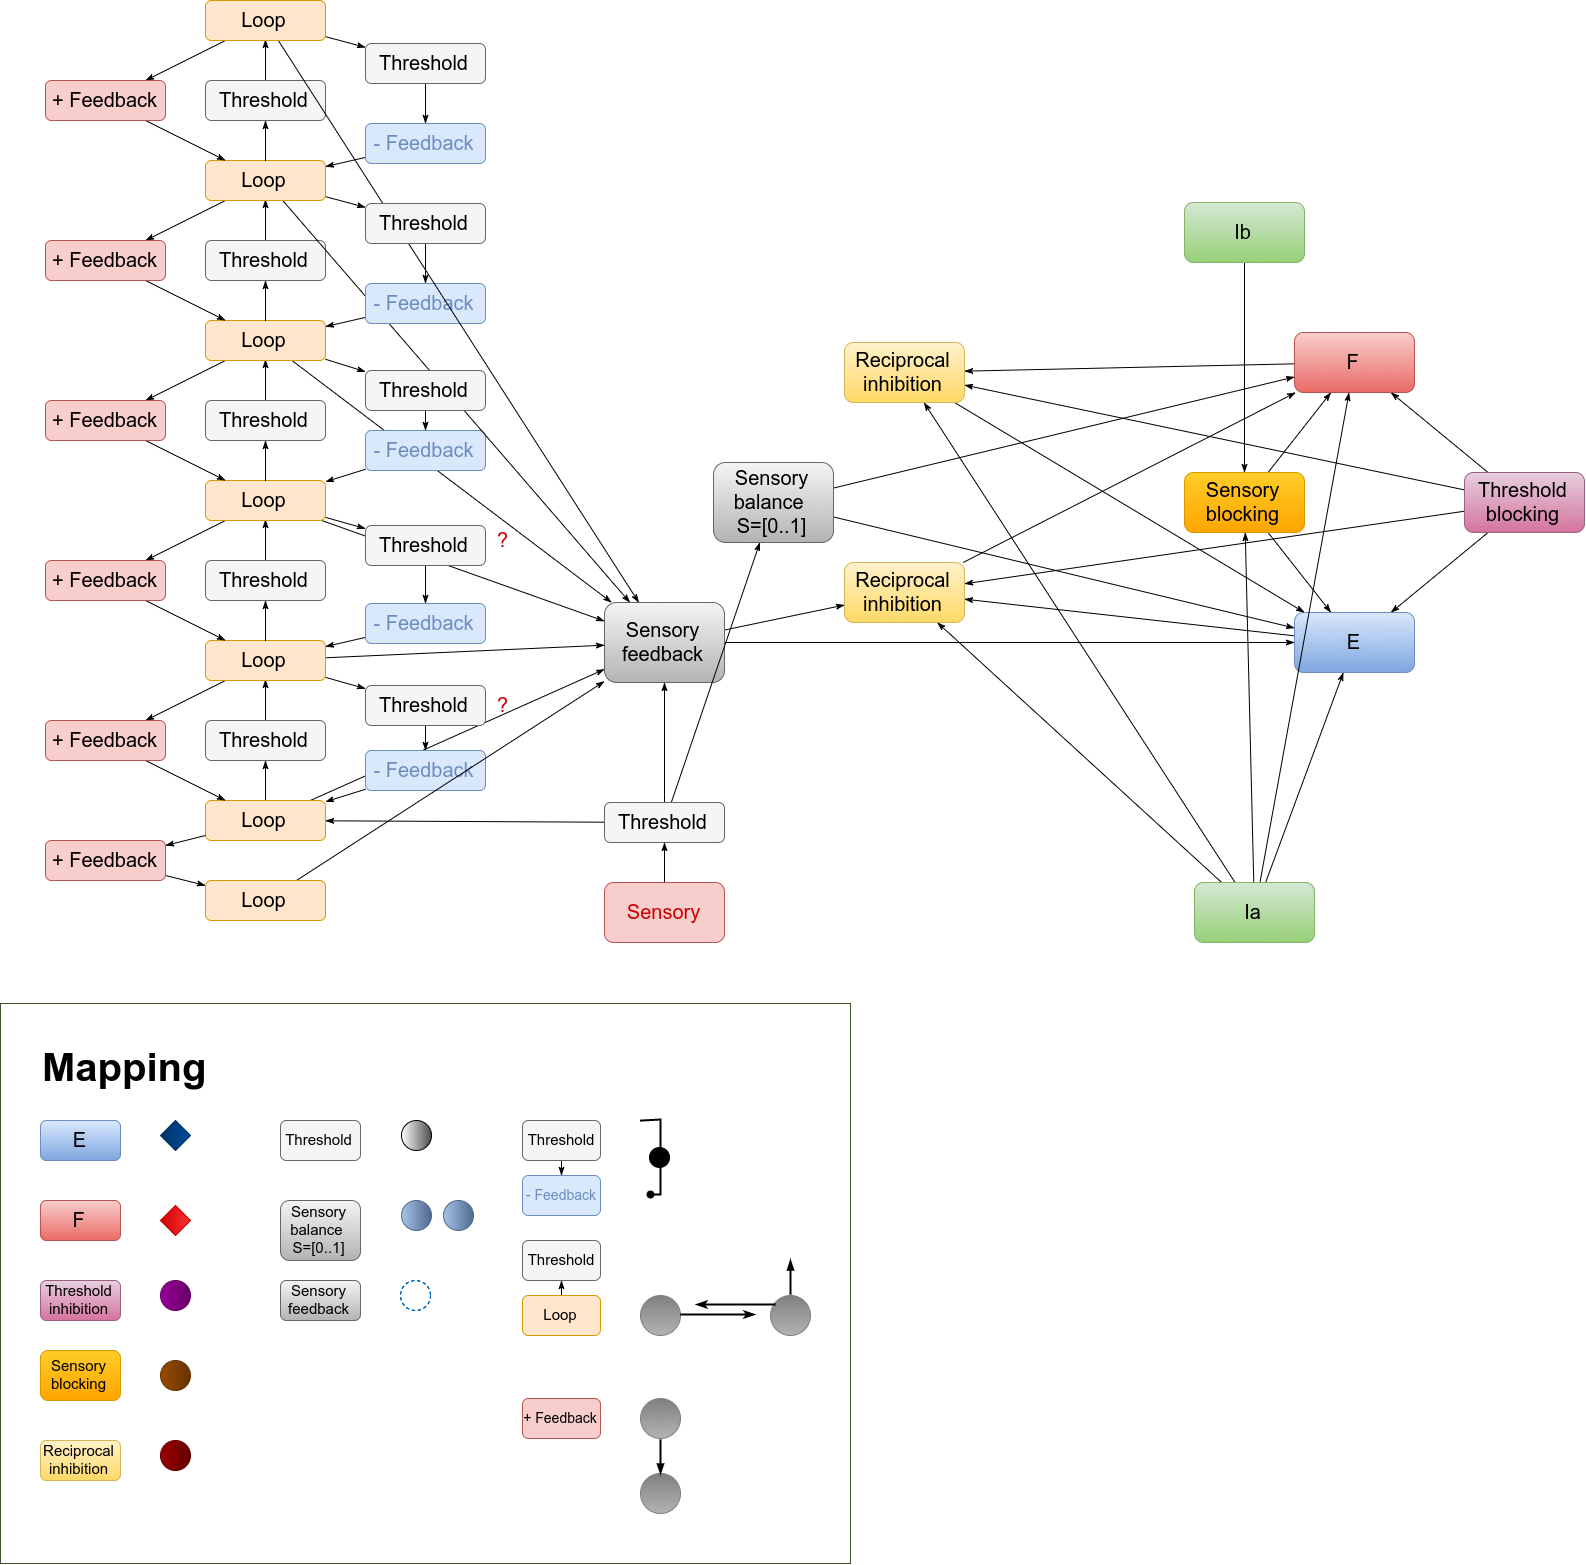 Loop
Threshold
+ Feedback
Threshold
- Feedback
Loop
Threshold
+ Feedback
Threshold
- Feedback
Loop
Threshold
+ Feedback
Threshold
- Feedback
Loop
Threshold
?
+ Feedback
Threshold
- Feedback
Loop
Threshold
?
+ Feedback
Threshold
- Feedback
Loop
+ Feedback
Loop
Sensory
feedback
Threshold
Sensory
Sensory
balance
S=[0..1]
Reciprocal
inhibition
Reciprocal
inhibition
Ib
F
Sensory
blocking
Threshold
blocking
E
Ia
Mapping
E
F
Threshold
inhibition
Sensory
blocking
Reciprocal
inhibition
Threshold
Sensory
balance
S=[0..1]
Sensory
feedback
Threshold
- Feedback
Threshold
Loop
+ Feedback